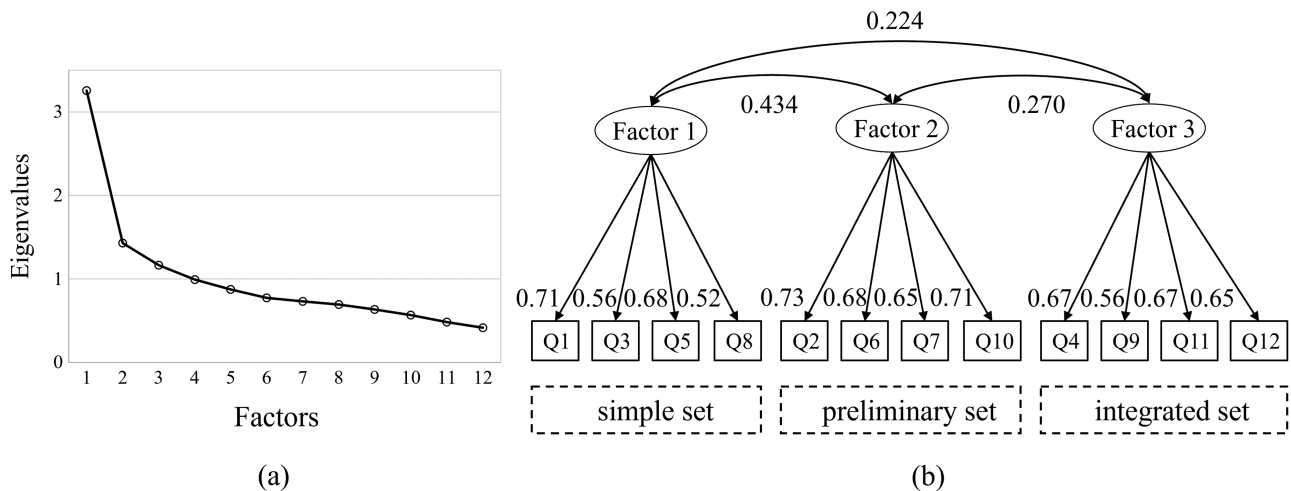 Eigenvalues
3
2
1
0
1 2 3 4 5 6 7 8 9 10 11 12
Factors
(a)
0.224
0.434 0.270
Factor 1 Factor 2 Factor 3
0.71 0.56 0.68 0.52 0.73 0.68 0.65 0.71 0.67 0.56 0.67 0.65
Q1 Q3 Q5 Q8 Q2 Q6 Q7 Q10 Q4 Q9 Q11 Q12
simple set preliminary set integrated set
(b)